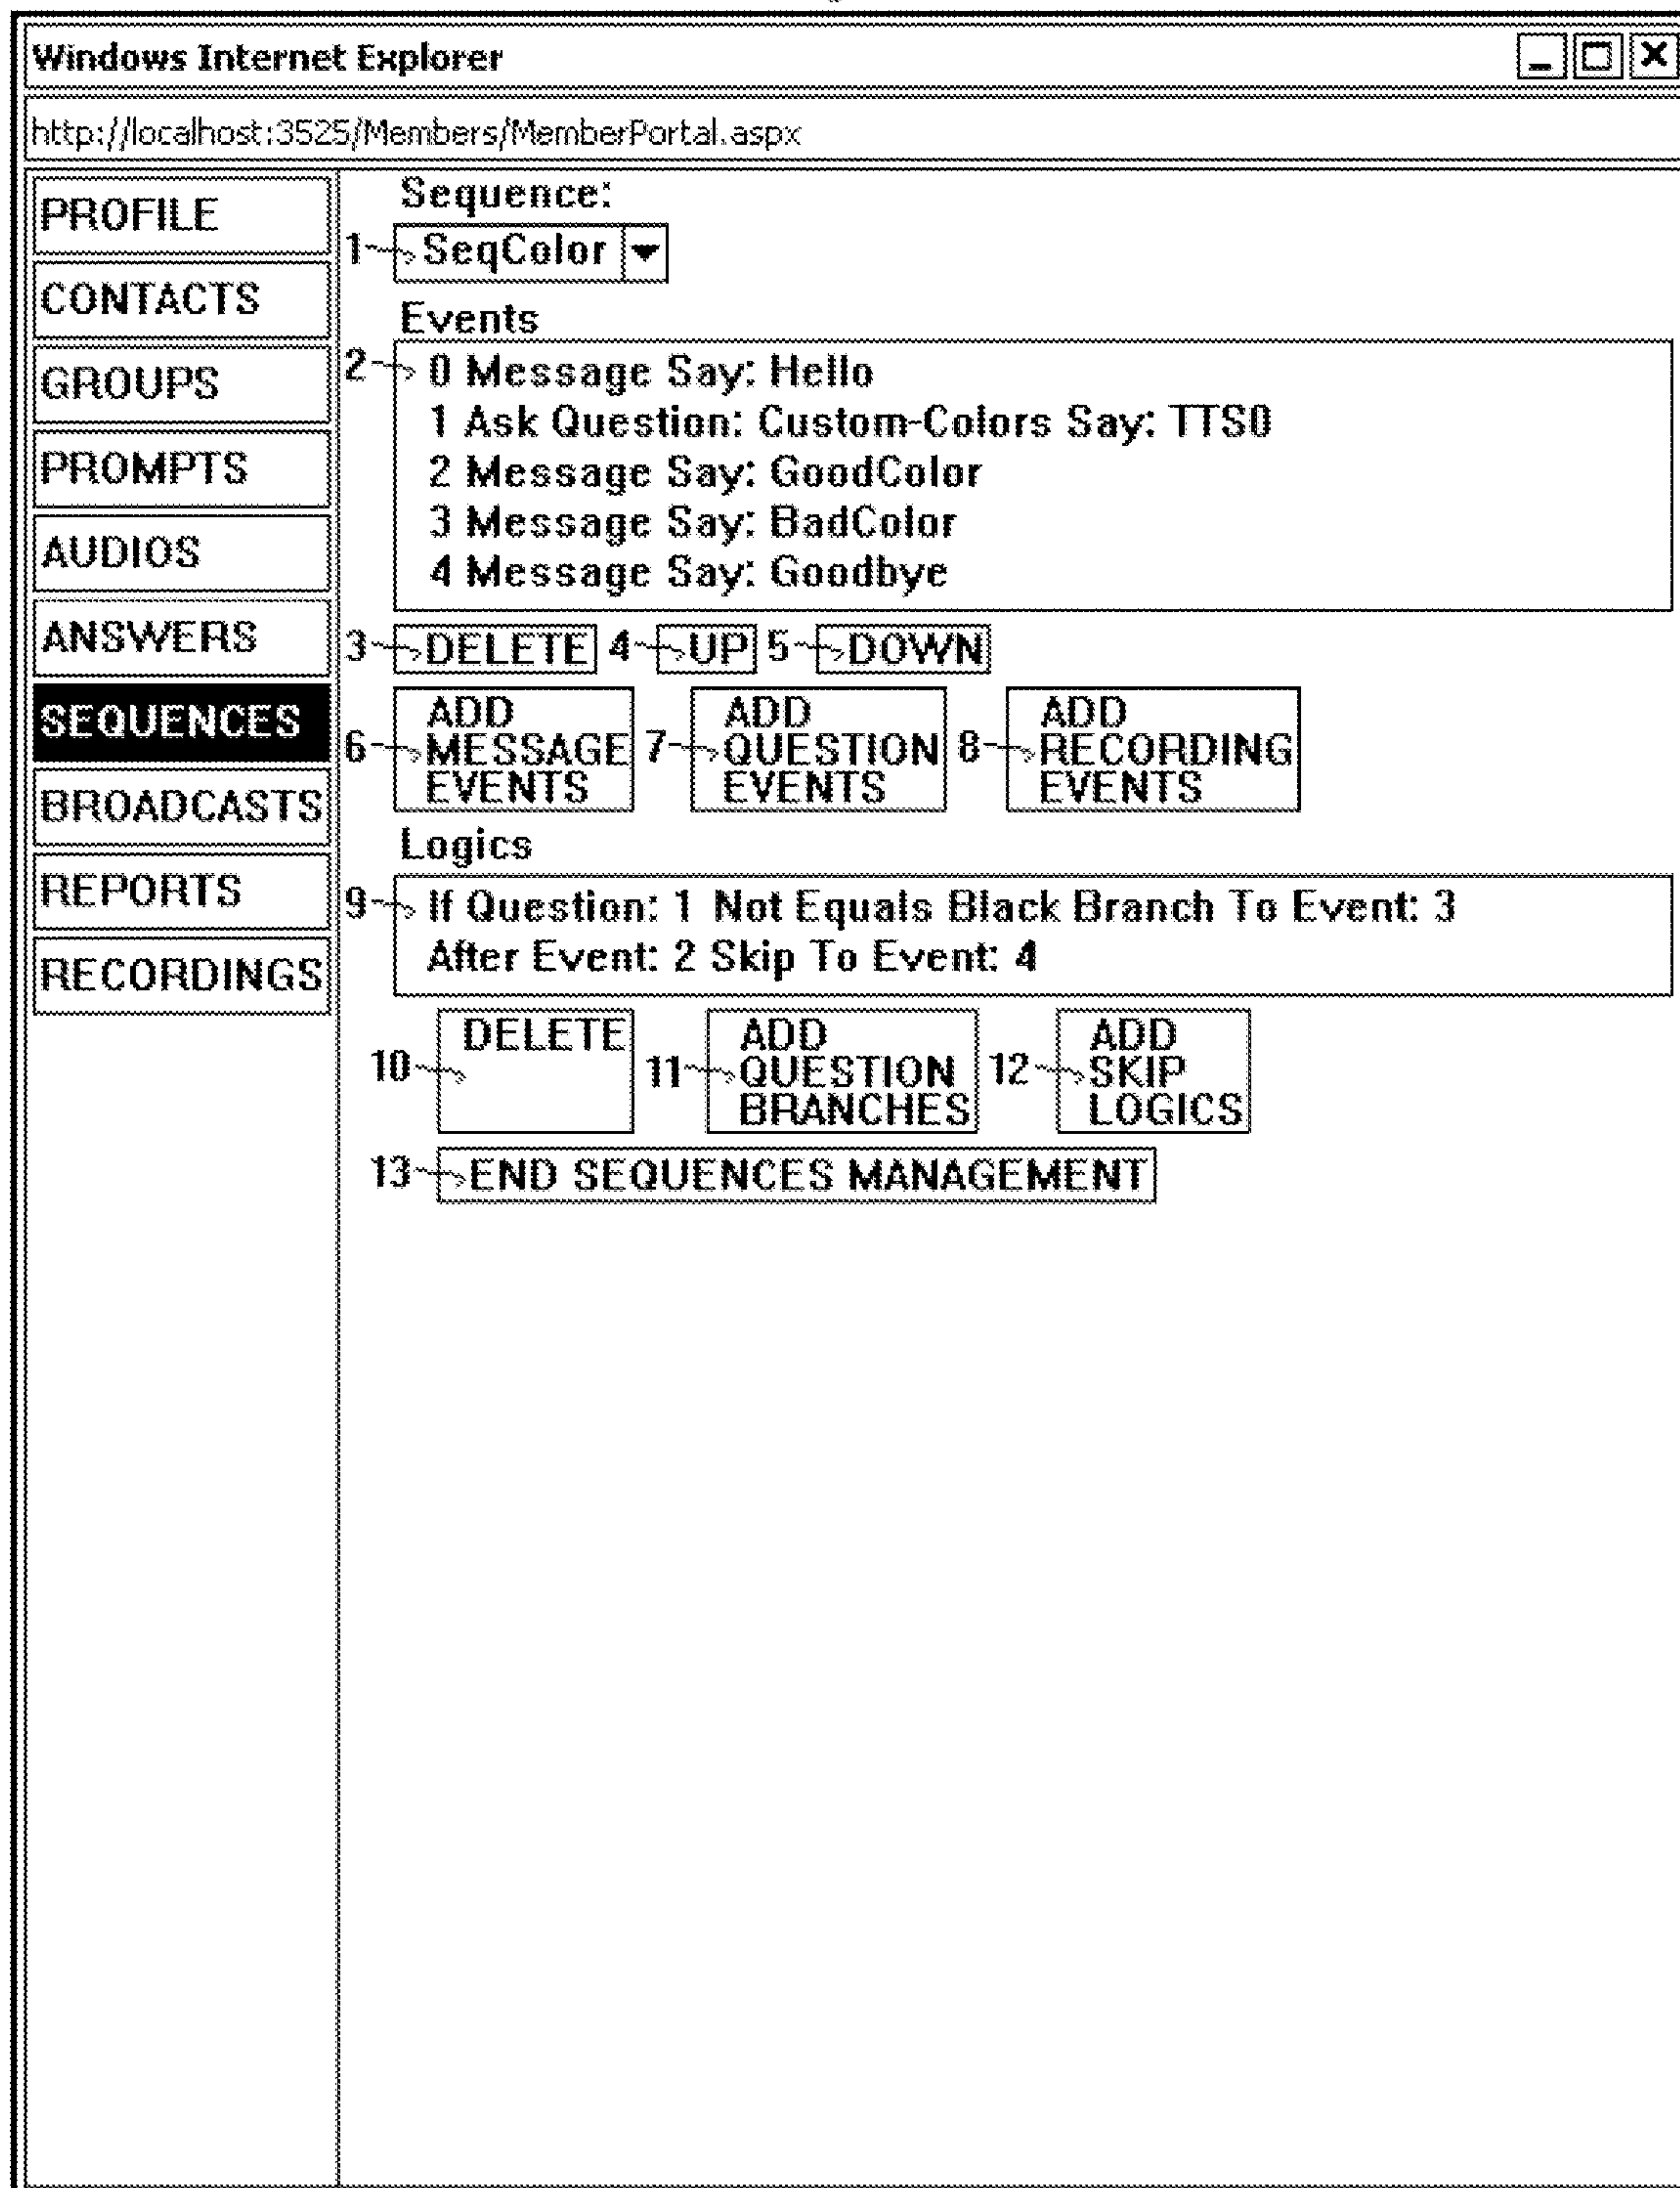 Windows Internet Explorer
http://localhost:3525/Members/MemberPortal.aspx
PROFILE
CONTACTS
GROUPS
PROMPTS
AUDIOS
ANSWERS
SEQUENCES
BROADCASTS
REPORTS
RECORDINGS
Sequence:
1 SeqColor
Events
2 0 Message Say: Hello
1 Ask Question: Custom-Colors Say: TTS0
2 Message Say: GoodColor
3 Message Say: BadColor
4 Message Say: Goodbye
3 DELETE 4 UP 5 DOWN
6 ADD MESSAGE EVENTS
7 ADD QUESTION EVENTS
8 ADD RECORDING EVENTS
Logics
9 If Question: 1 Not Equals Black Branch To Event: 3
After Event: 2 Skip To Event: 4
10 DELETE
11 ADD QUESTION BRANCHES
12 ADD SKIP LOGICS
13 END SEQUENCES MANAGEMENT